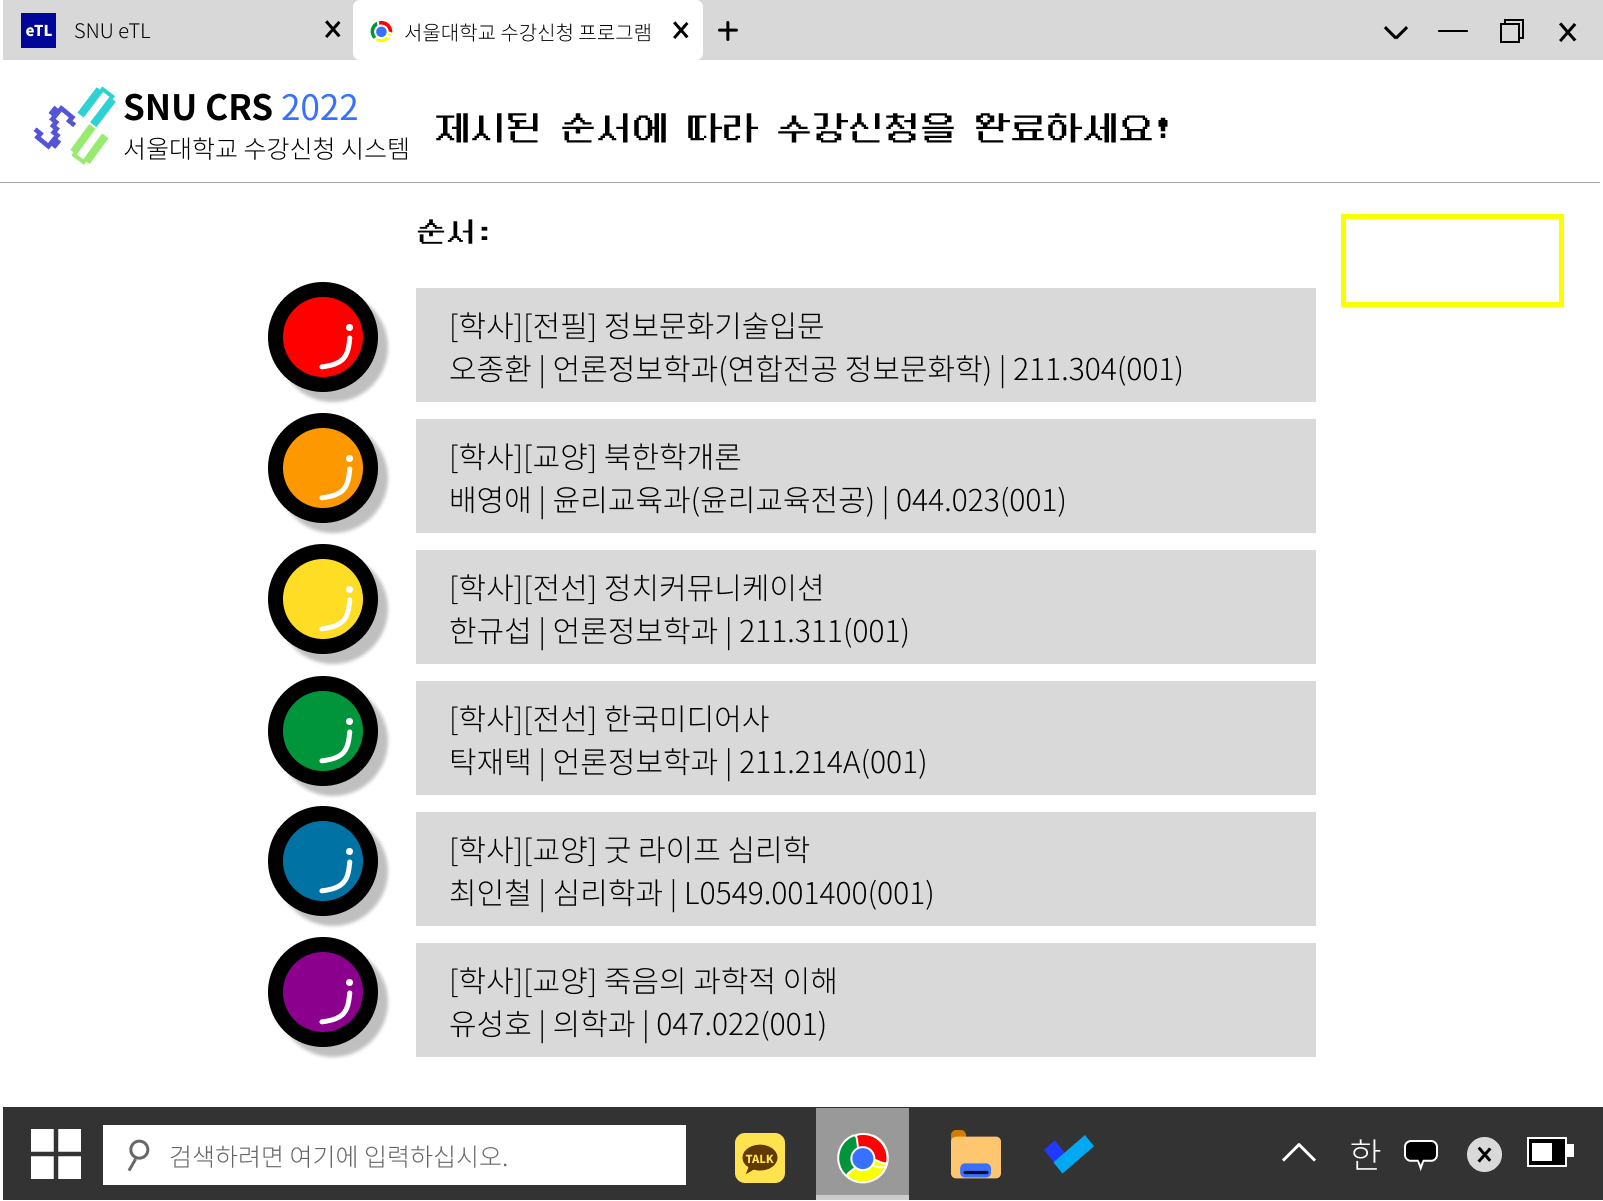 eTL SNU eTL
서울대학교 수강신청 프로그램
SNU CRS 2022
서울대학교 수강신청 시스템
제시된 순서에 따라 수강신청을 완료하세요!
순서:
[학사][전필] 정보문화기술입문
오종환 | 언론정보학과(연합전공 정보문화학) | 211.304(001)
[학사][교양] 북한학개론
배영애 | 윤리교육과(윤리교육전공) | 044.023(001)
[학사][전선] 정치커뮤니케이션
한규섭 | 언론정보학과 | 211.311(001)
[학사][전선] 한국미디어사
탁재택 | 언론정보학과 | 211.214A(001)
[학사][교양] 굿 라이프 심리학
최인철 | 심리학과 | L0549.001400(001)
[학사][교양] 죽음의 과학적 이해
유성호 | 의학과 | 047.022(001)
검색하려면 여기에 입력하십시오.
TALK
한